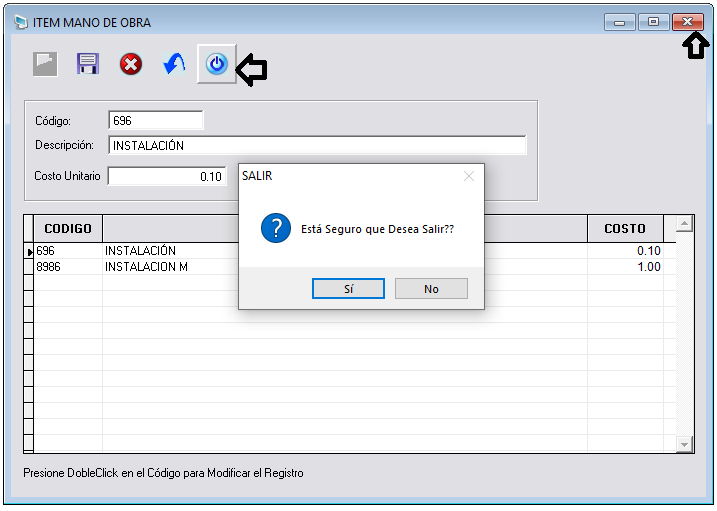 ITEM MANO DE OBRA
Código: 696
Descripción: INSTALACIÓN
Costo Unitario 0.10
SALIR
Está Seguro que Desea Salir??
Sí No
CODIGO COSTO
696 INSTALACIÓN 0.10
8986 INSTALACION M 1.00
Presione DobleClick en el Código para Modificar el Registro